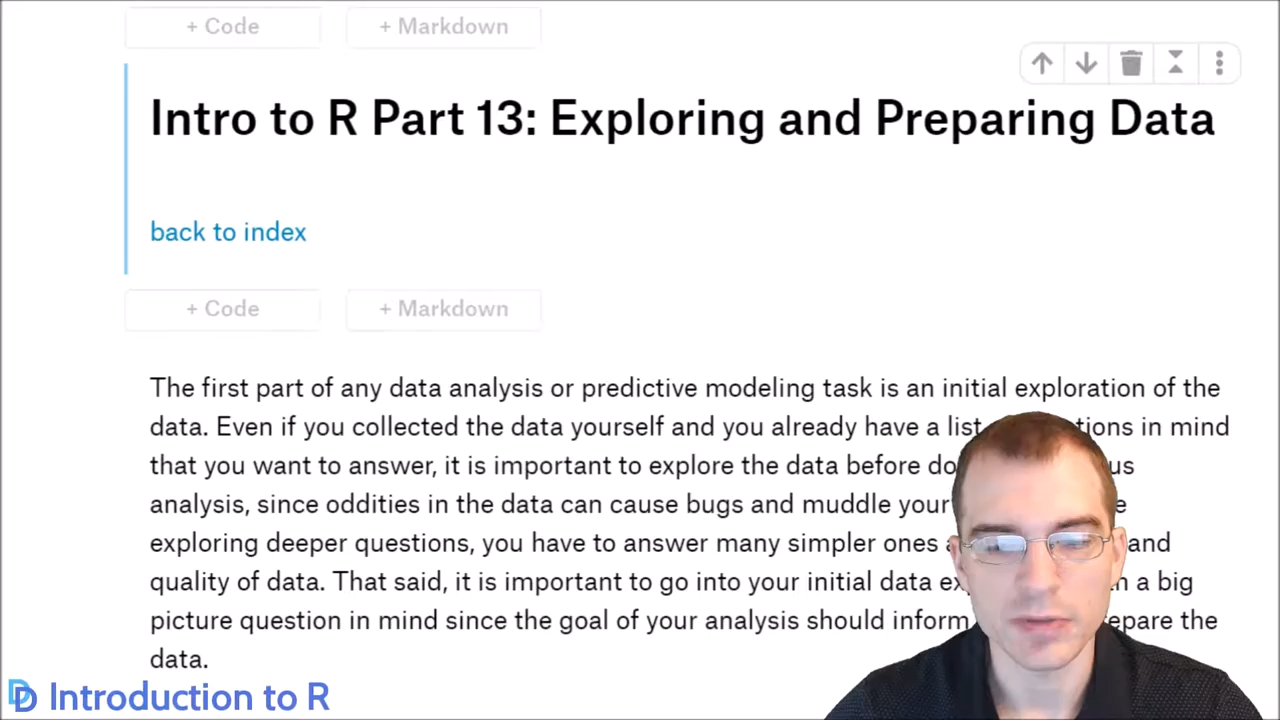 + Code + Markdown
Intro to R Part 13: Exploring and Preparing Data
back to index
+ Code + Markdown
The first part of any data analysis or predictive modeling task is an initial exploration of the
data. Even if you collected the data yourself and you already have a list tions in mind
that you want to answer, it is important to explore the data before do us
analysis, since oddities in the data can cause bugs and muddle your
exploring deeper questions, you have to answer many simpler ones and
quality of data. That said, it is important to go into your initial data ex a big
picture question in mind since the goal of your analysis should inform epare the
data.
DD Introduction to R